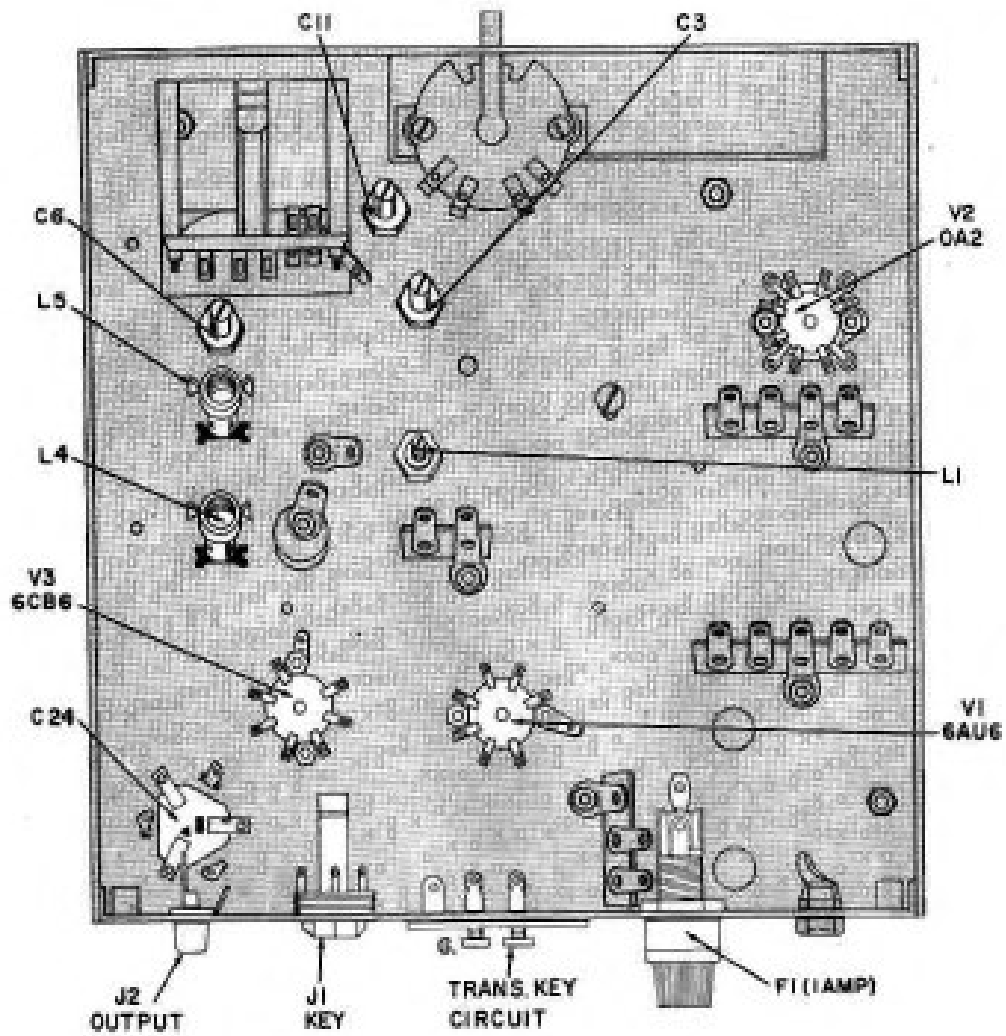 C11
C3
C6
V2
OA2
L5
L4
L1
V3
6CB6
C24
V1
6AU6
G.
J2
OUTPUT
J1
KEY
TRANS. KEY
CIRCUIT
F1(1AMP)